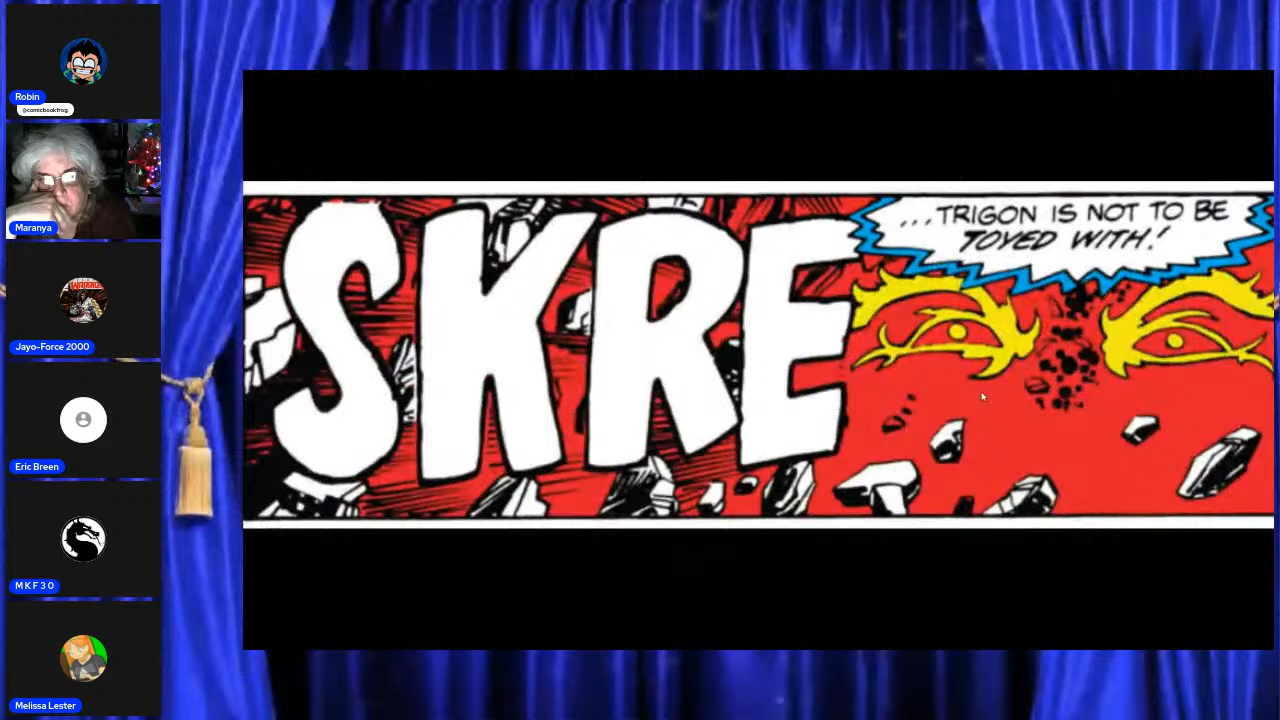 Robin
@comicbookfrog
Maranya
Jayo-Force 2000
Eric Breen
M K F 3 0
Melissa Lester
SKRE
...TRIGON IS NOT TO BE
TOYED WITH!